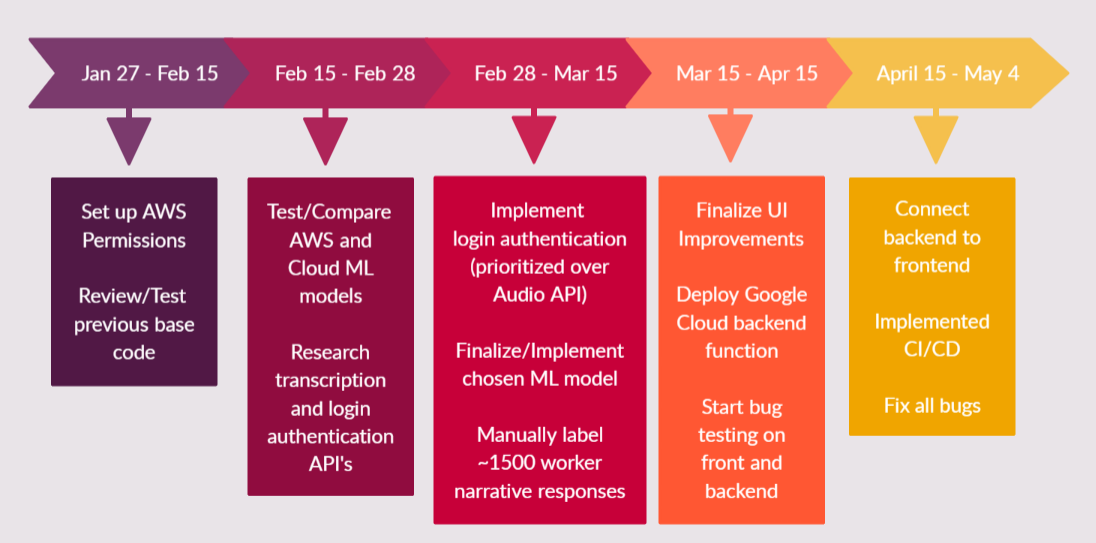 Jan 27 - Feb 15
Feb 15 - Feb 28
Feb 28 - Mar 15
Mar 15 - Apr 15
April 15 - May 4
Set up AWS
Permissions
Review/Test
previous base
code
Test/Compare
AWS and
Cloud ML
models
Research
transcription
and login
authentication
API's
Implement
login authentication
(prioritized over
Audio API)
Finalize/Implement
chosen ML model
Manually label
~1500 worker
narrative responses
Finalize UI
Improvements
Deploy Google
Cloud backend
function
Start bug
testing on
front and
backend
Connect
backend to
frontend
Implemented
CI/CD
Fix all bugs